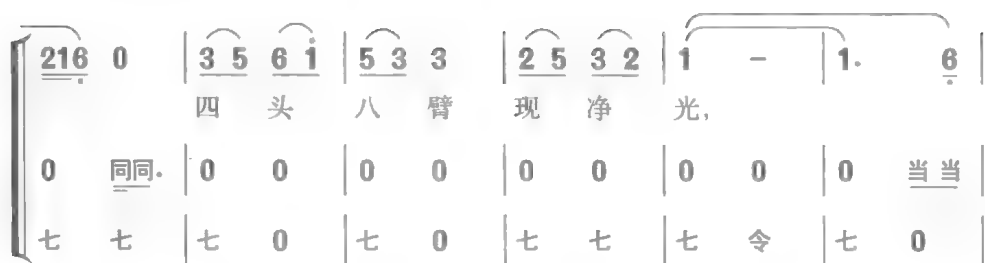 216 0 | 3 5 6 i | 5 3 3 | 2 5 3 2 | 1 - | 1. 6 |
四 头 八 臂 现 净 光,
0 同同. | 0 0 | 0 0 | 0 0 | 0 0 | 0 当 当 |
七 七 | 七 0 | 七 0 | 七 七 | 七 令 | 七 0 |